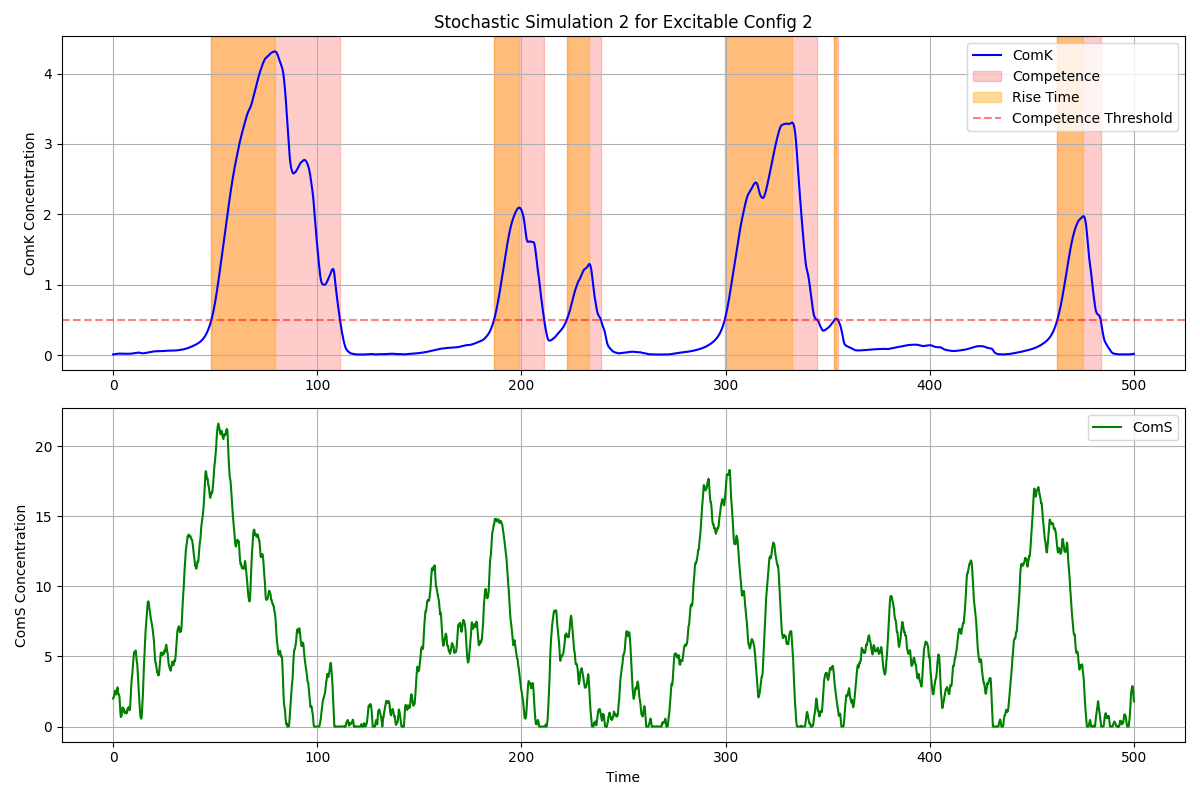 Stochastic Simulation 2 for Excitable Config 2
ComK Concentration
4
3
2
1
0
ComK
Competence
Rise Time
Competence Threshold
0 100 200 300 400 500
ComS Concentration
20
15
10
5
0
ComS
0 100 200 300 400 500
Time